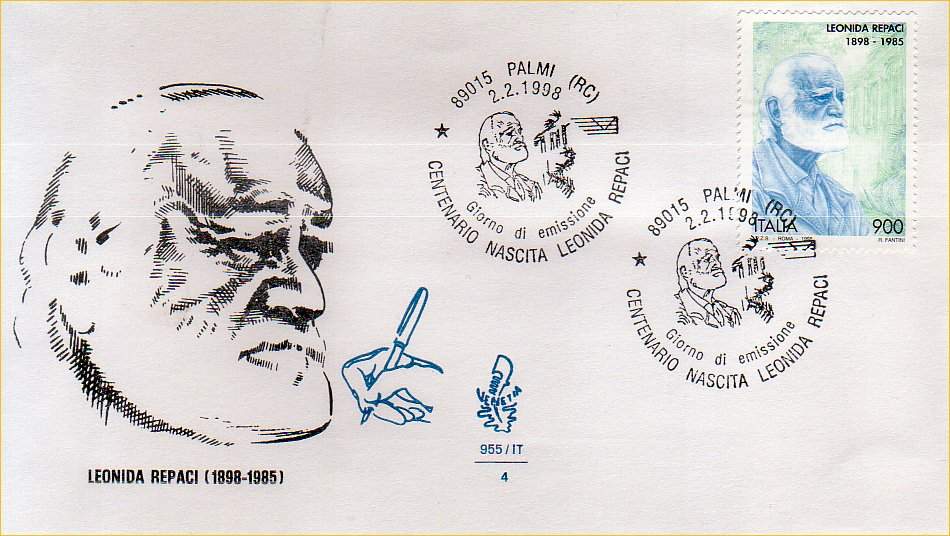 89015 PALMI (RC)
2.2.1998
Giorno di emissione
CENTENARIO NASCITA LEONIDA REPACI
LEONIDA REPACI
1898 - 1985
ITALIA 900
ROMA
R. FANTINI
89015 PALMI (RC)
2.2.1998
Giorno di emissione
CENTENARIO NASCITA LEONIDA REPACI
VENETIA
955/IT
4
LEONIDA REPACI (1898-1985)